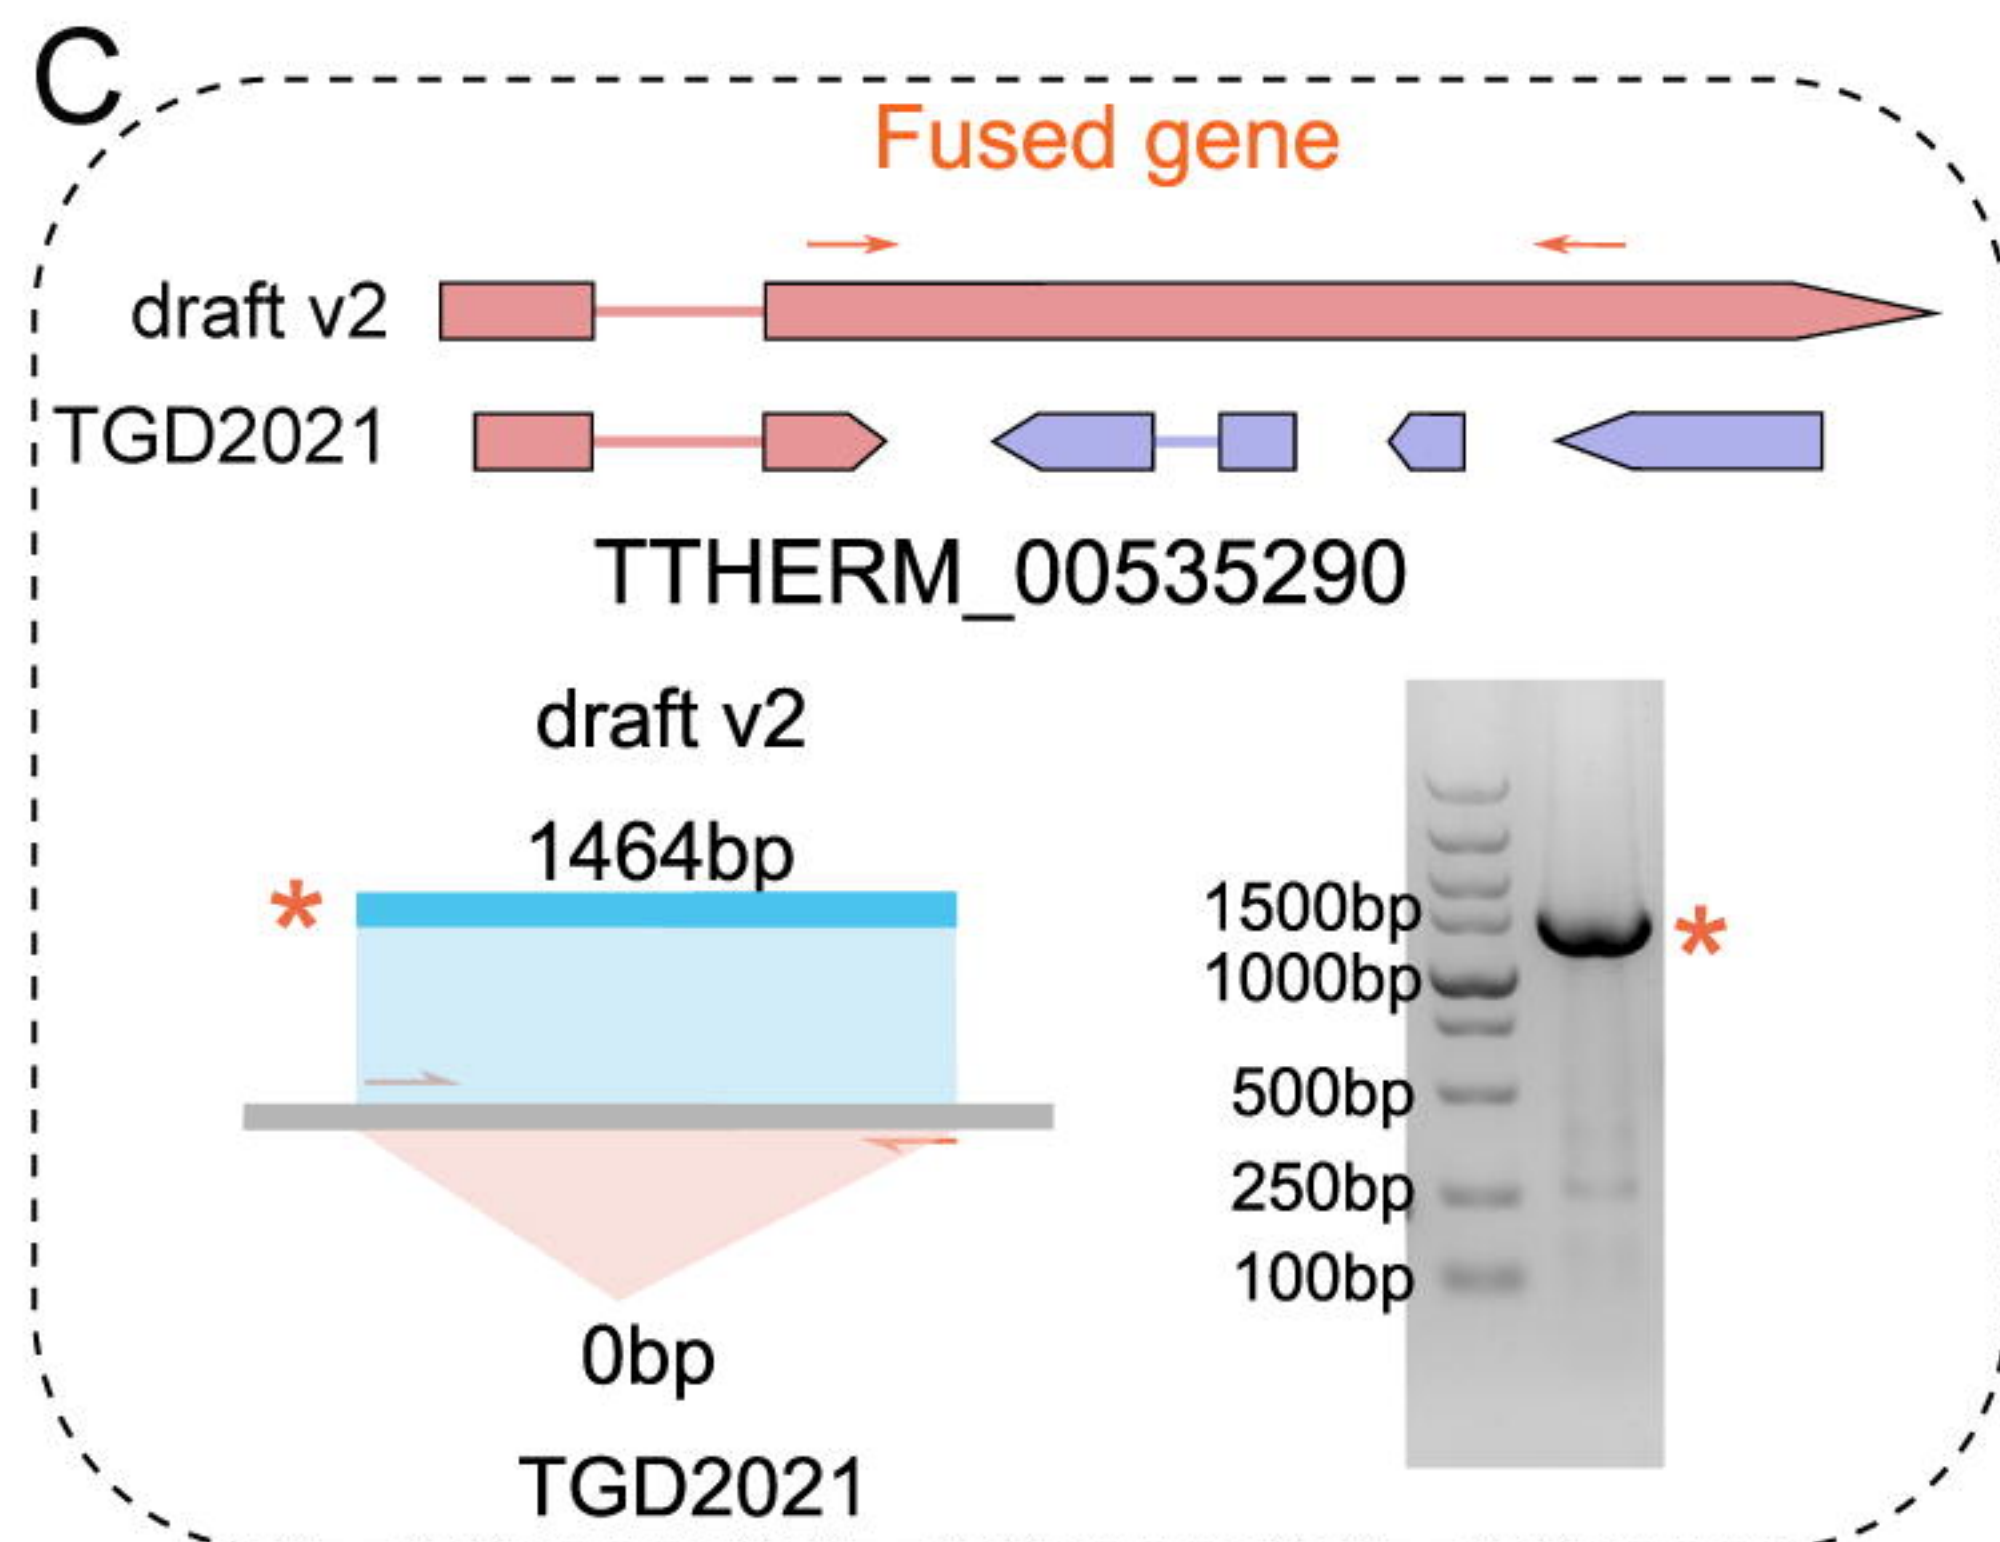 C
Fused gene
draft v2
TGD2021
TTHERM_00535290
draft v2
1464bp
*
1500bp
*
1000bp
500bp
250bp
100bp
0bp
TGD2021